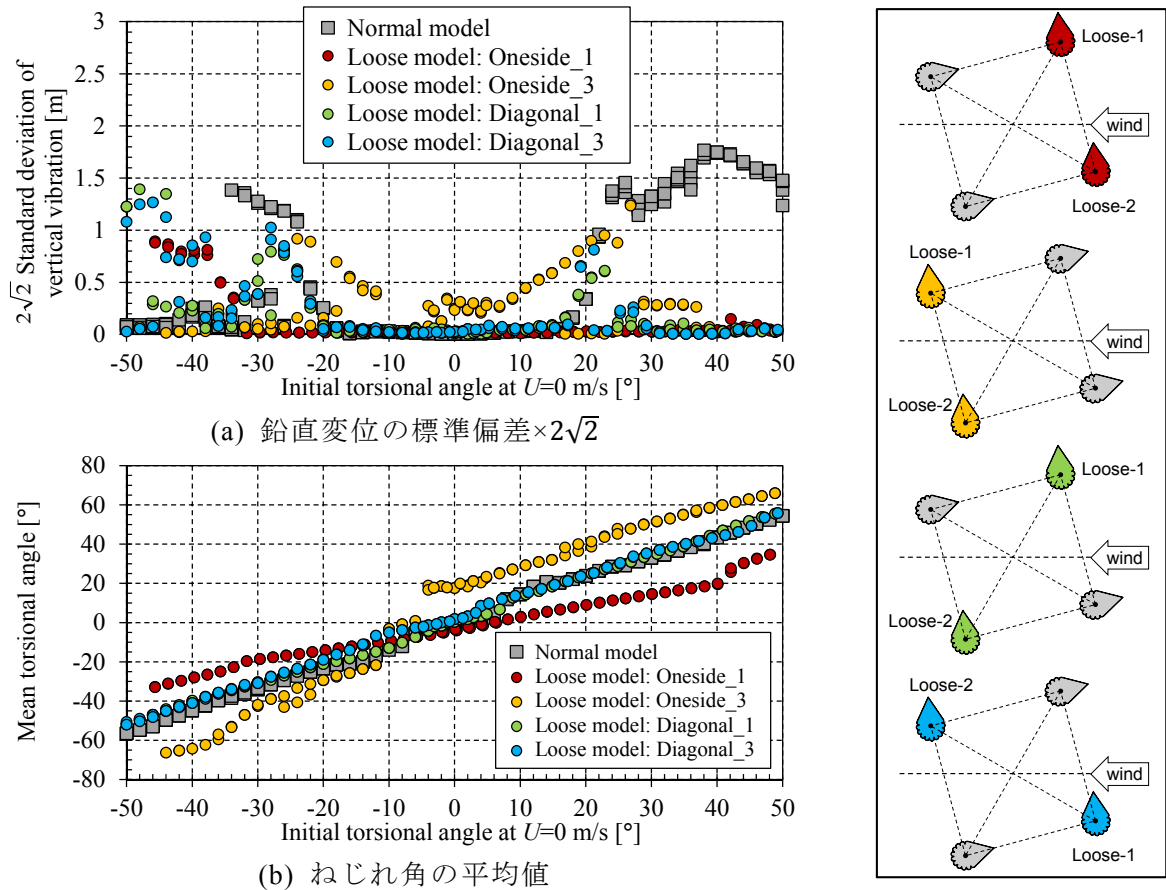 3
2.5
2
1.5
1
0.5
0
-50 -40 -30 -20 -10 0 10 20 30 40 50
2·√2 Standard deviation of
vertical vibration [m]
Initial torsional angle at U=0 m/s [°]
Normal model
Loose model: Oneside_1
Loose model: Oneside_3
Loose model: Diagonal_1
Loose model: Diagonal_3
(a) 鉛直変位の標準偏差×2√2
80
60
40
20
0
-20
-40
-60
-80
-50 -40 -30 -20 -10 0 10 20 30 40 50
Mean torsional angle [°]
Initial torsional angle at U=0 m/s [°]
Normal model
Loose model: Oneside_1
Loose model: Oneside_3
Loose model: Diagonal_1
Loose model: Diagonal_3
(b) ねじれ角の平均値
Loose-1
wind
Loose-2
Loose-1
wind
Loose-2
Loose-1
wind
Loose-2
Loose-2
wind
Loose-1